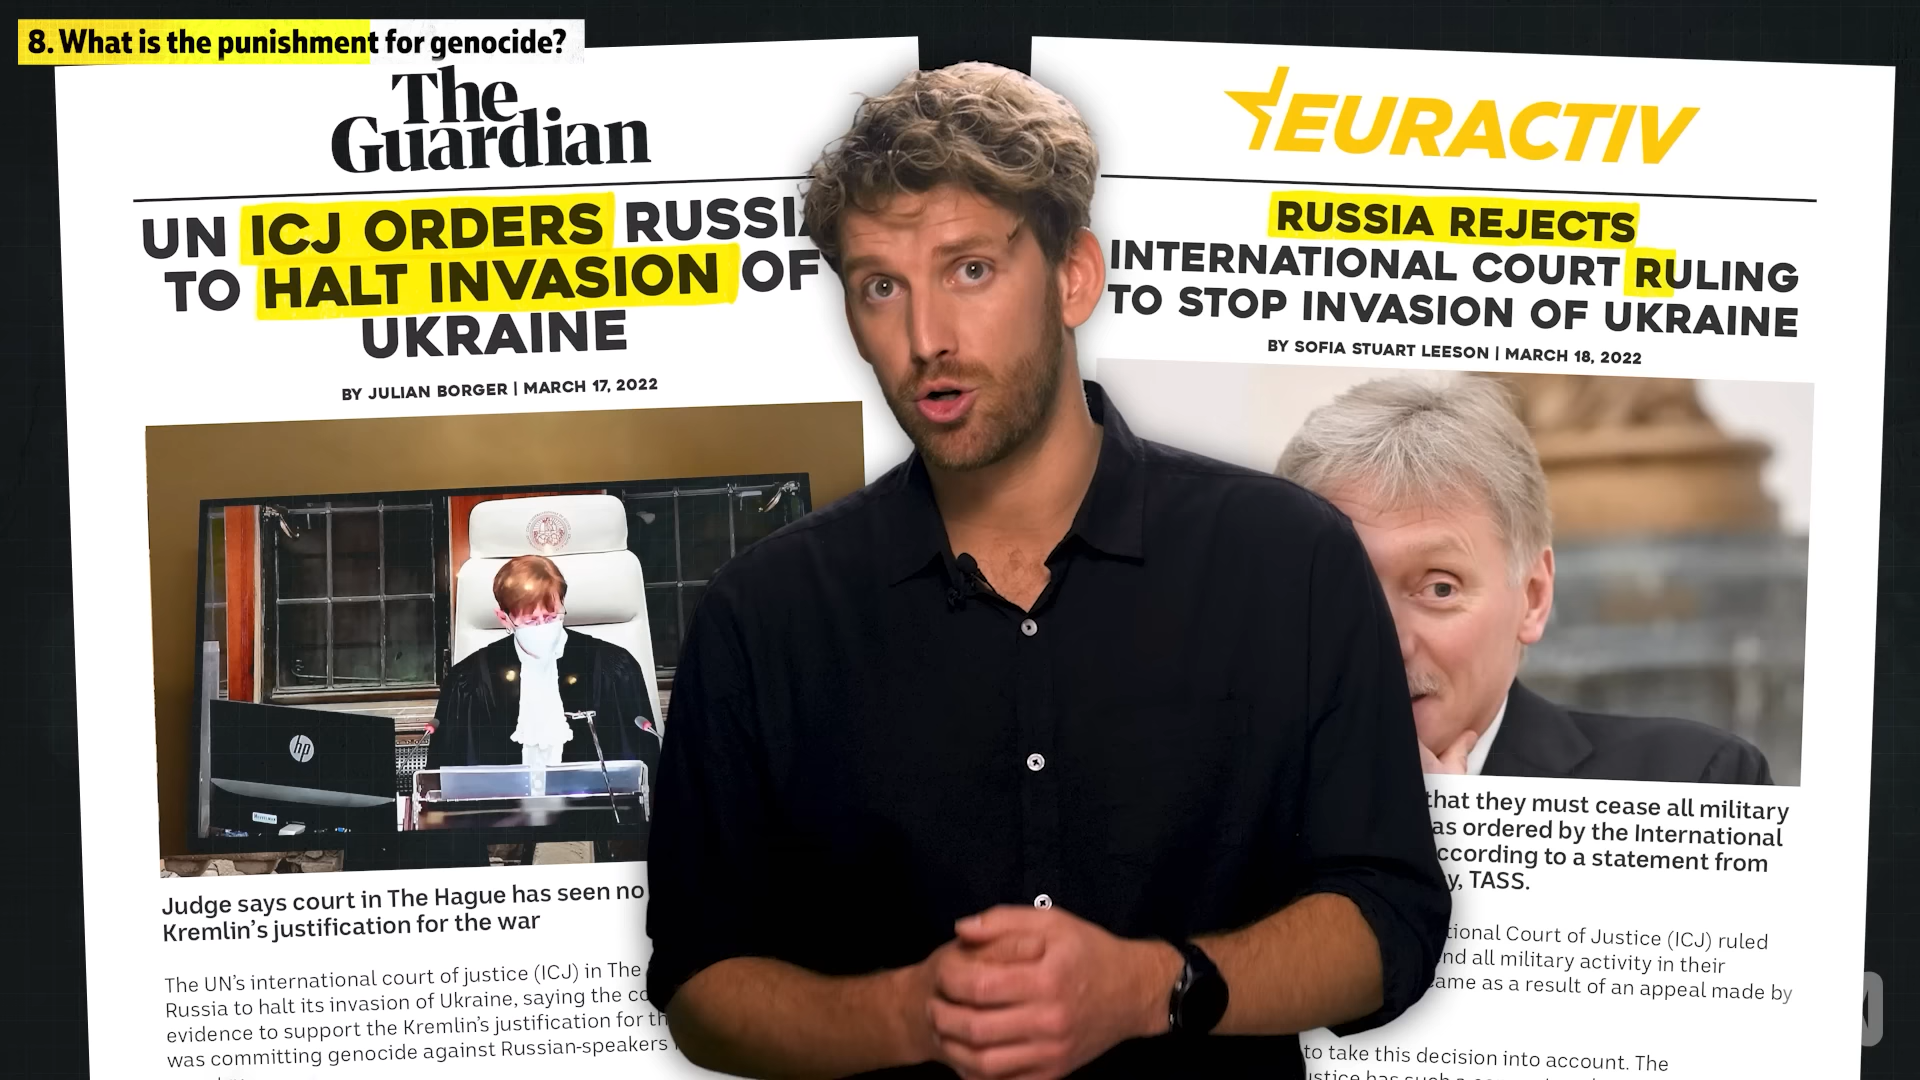 8. What is the punishment for genocide?
The
Guardian
UN ICJ ORDERS RUSSIA
TO HALT INVASION OF
UKRAINE
BY JULIAN BORGER | MARCH 17, 2022
hp
Judge says court in The Hague has seen no
Kremlin's justification for the war
The UN's international court of justice (ICJ) in The
Russia to halt its invasion of Ukraine, saying the co
evidence to support the Kremlin's justification for th
was committing genocide against Russian-speakers
EURACTIV
RUSSIA REJECTS
INTERNATIONAL COURT RULING
TO STOP INVASION OF UKRAINE
BY SOFIA STUART LEESON | MARCH 18, 2022
that they must cease all military
as ordered by the International
ccording to a statement from
y, TASS.
tional Court of Justice (ICJ) ruled
nd all military activity in their
ame as a result of an appeal made by
to take this decision into account. The